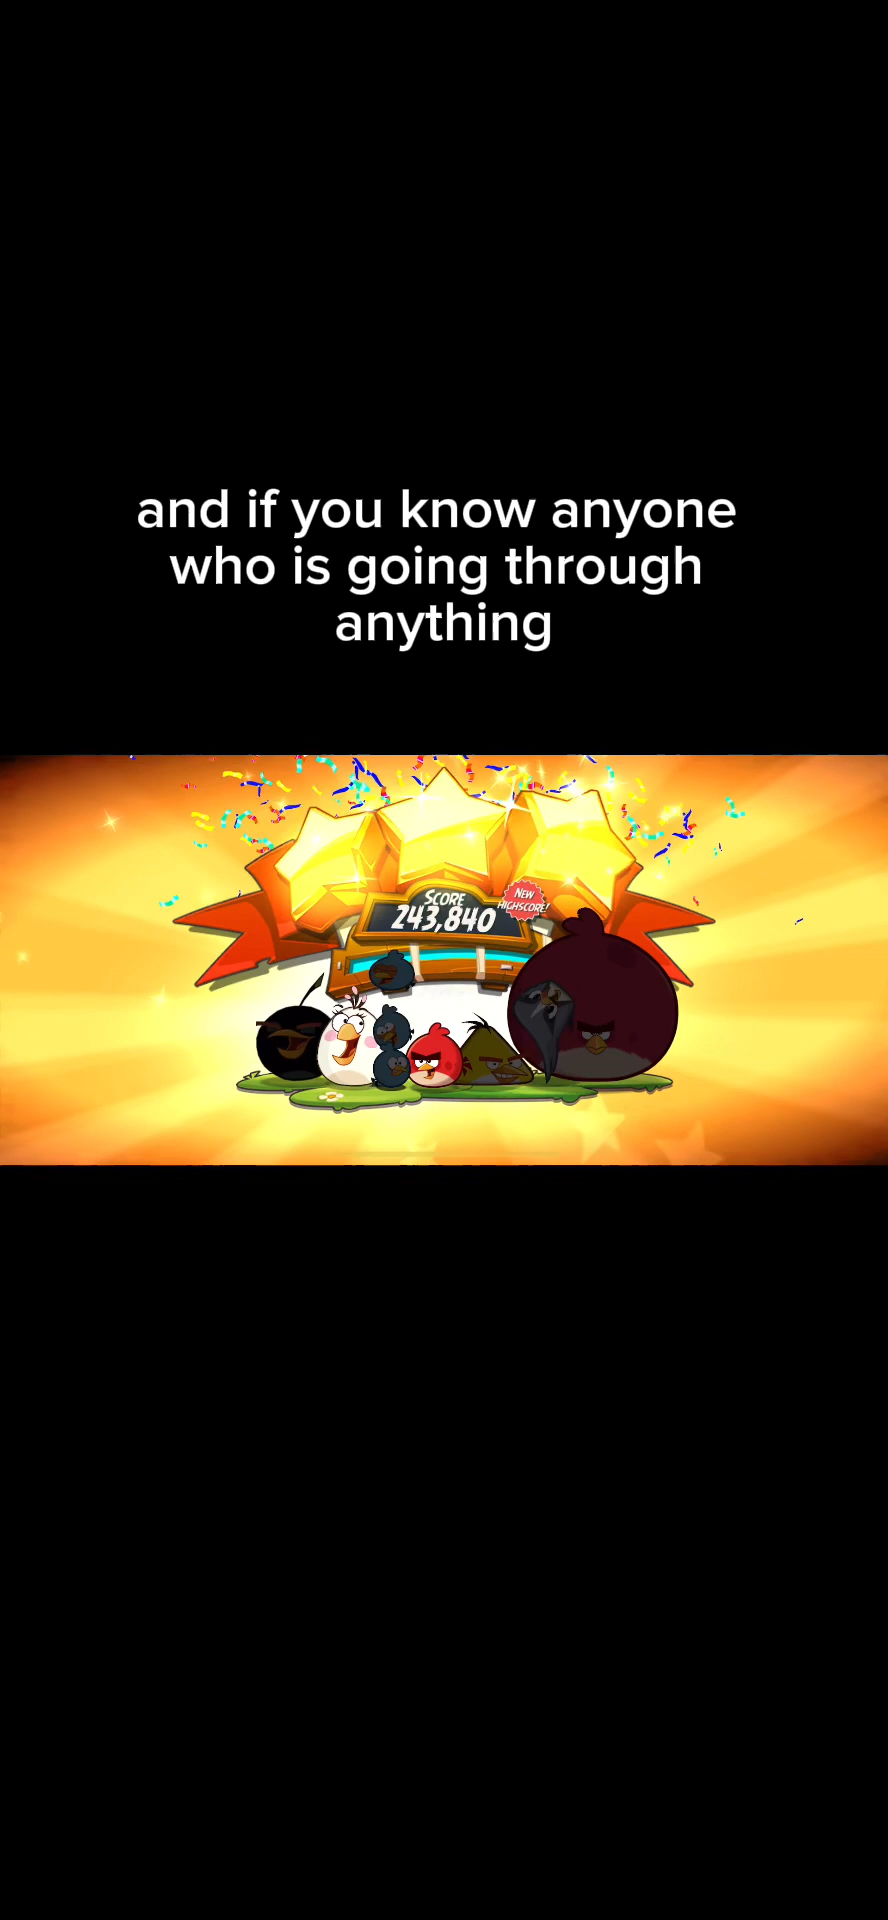 and if you know anyone
who is going through
anything
SCORE
243,840
NEW
HIGHSCORE!